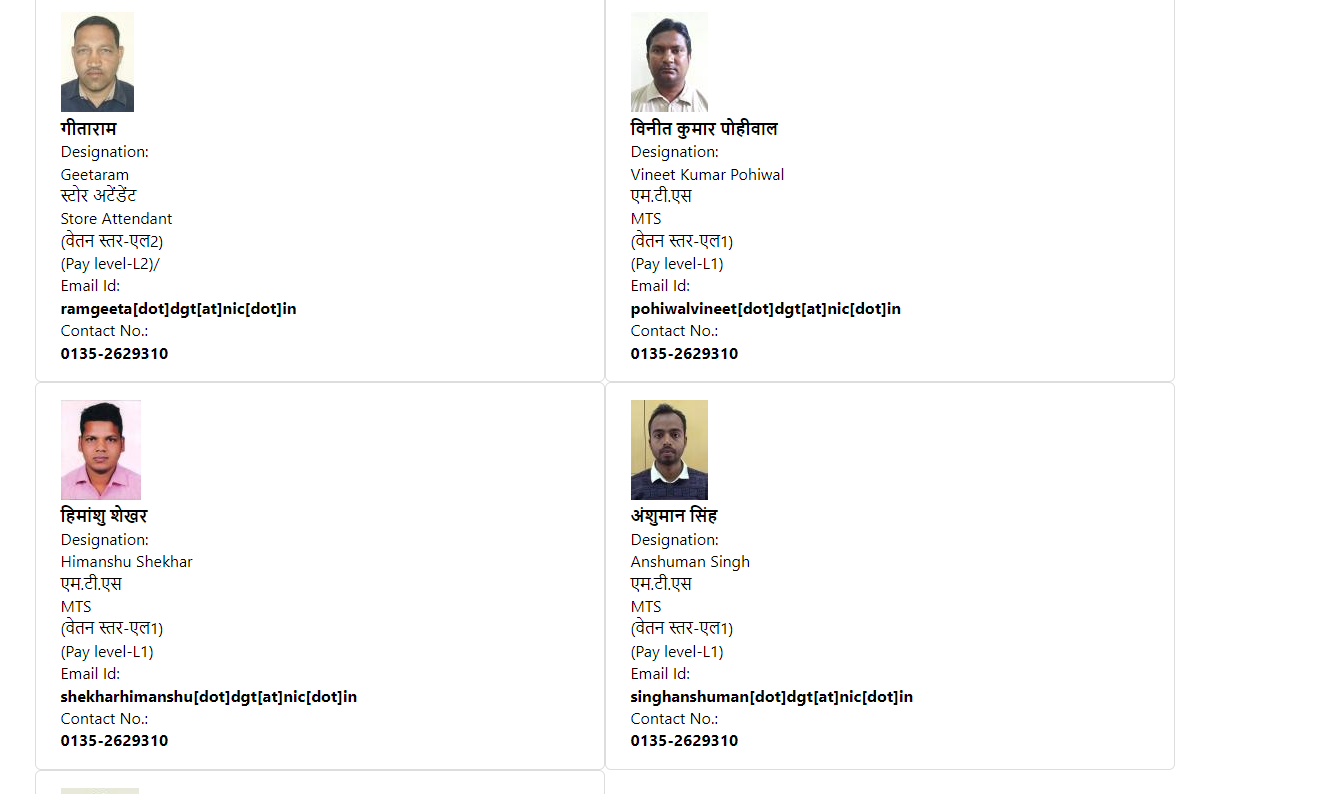 गीताराम
Designation:
Geetaram
स्टोर अटेंडेंट
Store Attendant
(वेतन स्तर-एल2)
(Pay level-L2)/
Email Id:
ramgeeta[dot]dgt[at]nic[dot]in
Contact No.:
0135-2629310
विनीत कुमार पोहीवाल
Designation:
Vineet Kumar Pohiwal
एम.टी.एस
MTS
(वेतन स्तर-एल1)
(Pay level-L1)
Email Id:
pohiwalvineet[dot]dgt[at]nic[dot]in
Contact No.:
0135-2629310
हिमांशु शेखर
Designation:
Himanshu Shekhar
एम.टी.एस
MTS
(वेतन स्तर-एल1)
(Pay level-L1)
Email Id:
shekharhimanshu[dot]dgt[at]nic[dot]in
Contact No.:
0135-2629310
अंशुमान सिंह
Designation:
Anshuman Singh
एम.टी.एस
MTS
(वेतन स्तर-एल1)
(Pay level-L1)
Email Id:
singhanshuman[dot]dgt[at]nic[dot]in
Contact No.:
0135-2629310